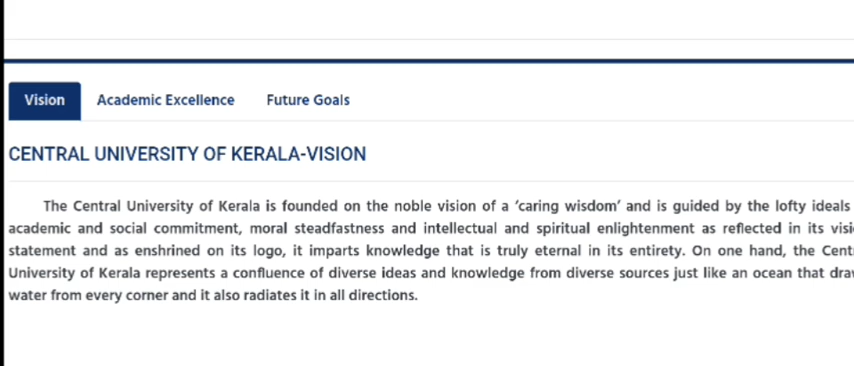 Vision
Academic Excellence
Future Goals
CENTRAL UNIVERSITY OF KERALA-VISION
The Central University of Kerala is founded on the noble vision of a ‘caring wisdom’ and is guided by the lofty ideals
academic and social commitment, moral steadfastness and intellectual and spiritual enlightenment as reflected in its
statement and as enshrined on its logo, it imparts knowledge that is truly eternal in its entirety. On one hand, the
University of Kerala represents a confluence of diverse ideas and knowledge from diverse sources just like an ocean that
water from every corner and it also radiates it in all directions.